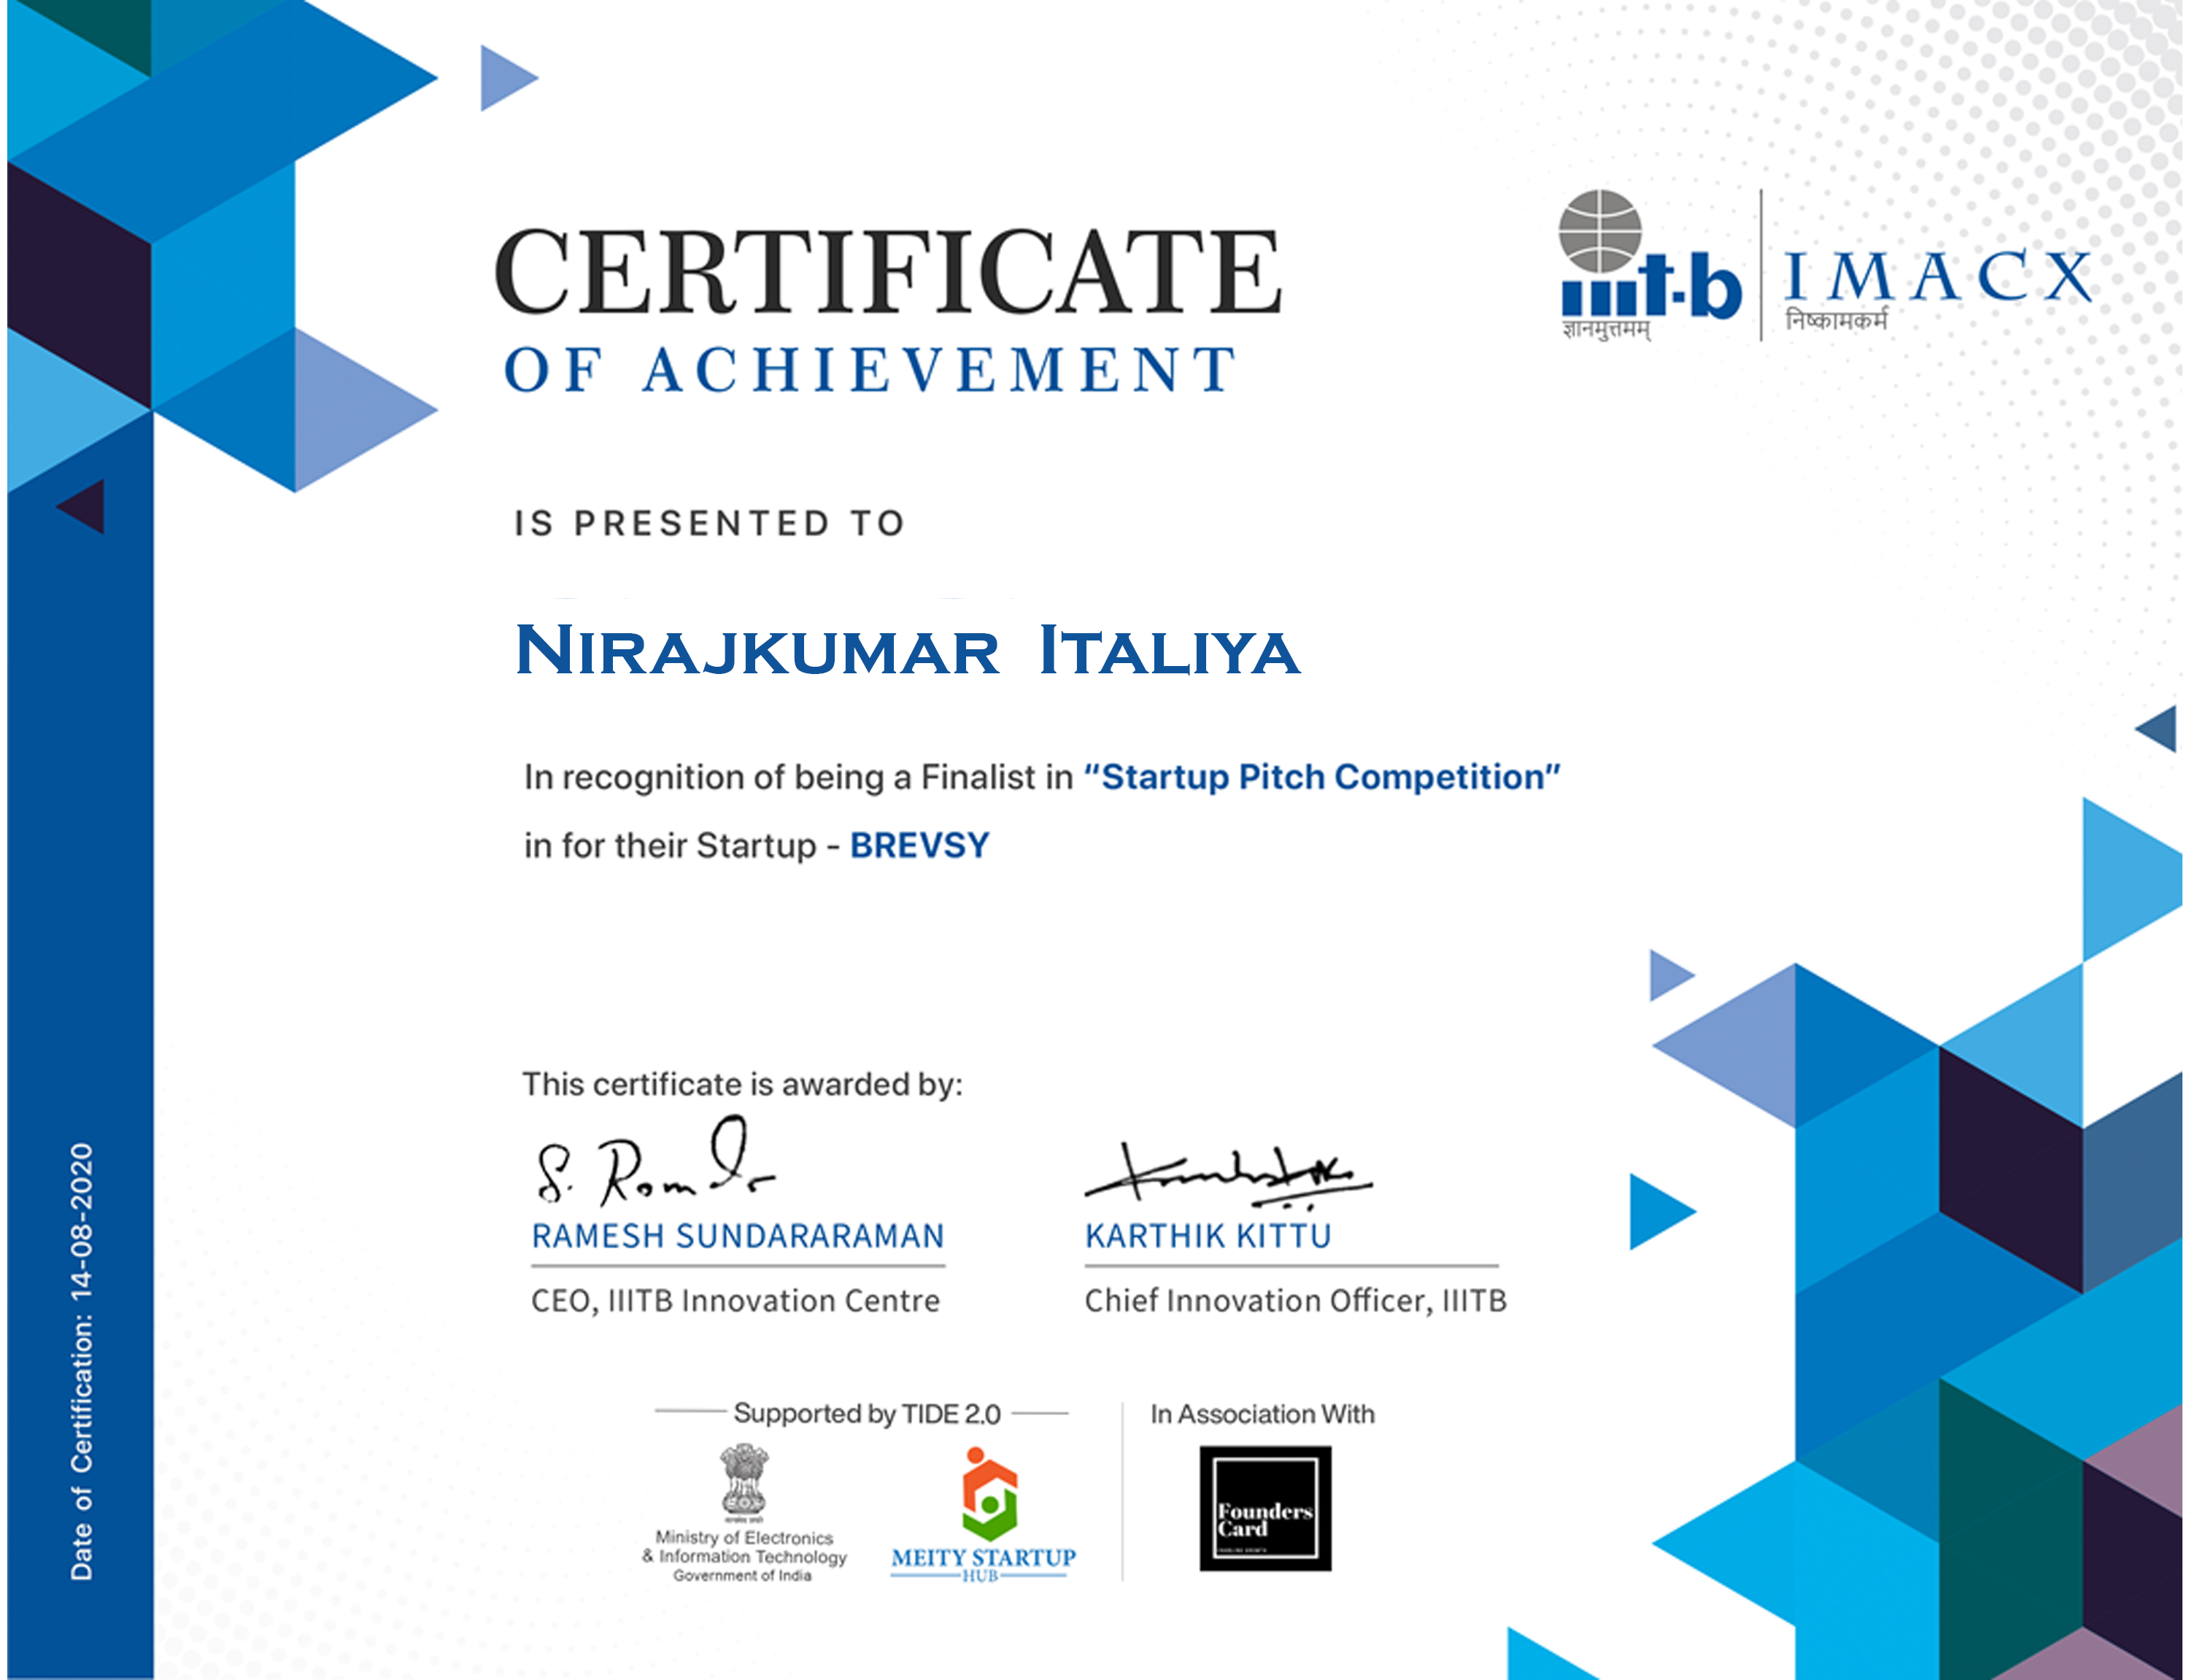 CERTIFICATE
OF ACHIEVEMENT
iiit-b
ज्ञानमुत्तमम्
IMACX
निष्कामकर्म
IS PRESENTED TO
NIRAJKUMAR ITALIYA
In recognition of being a Finalist in “Startup Pitch Competition”
in for their Startup - BREVSY
This certificate is awarded by:
RAMESH SUNDARARAMAN
CEO, IIITB Innovation Centre
KARTHIK KITTU
Chief Innovation Officer, IIITB
Supported by TIDE 2.0
Ministry of Electronics
& Information Technology
Government of India
MEITY STARTUP
HUB
In Association With
Founders
Card
Date of Certification: 14-08-2020